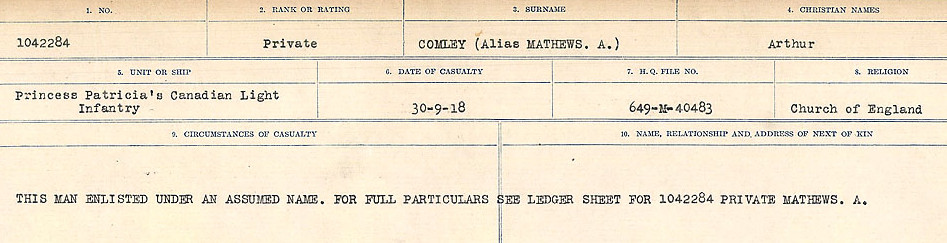 1. NO. 2. RANK OR RATING 3. SURNAME 4. CHRISTIAN NAMES
1042284 Private COMLEY (Alias MATHEWS. A.) Arthur
5. UNIT OR SHIP 6. DATE OF CASUALTY 7. H.Q. FILE NO. 8. RELIGION
Princess Patricia's Canadian Light
Infantry 30-9-18 649-M-40483 Church of England
9. CIRCUMSTANCES OF CASUALTY 10. NAME, RELATIONSHIP AND ADDRESS OF NEXT OF KIN
THIS MAN ENLISTED UNDER AN ASSUMED NAME. FOR FULL PARTICULARS SEE LEDGER SHEET FOR 1042284 PRIVATE MATHEWS. A.